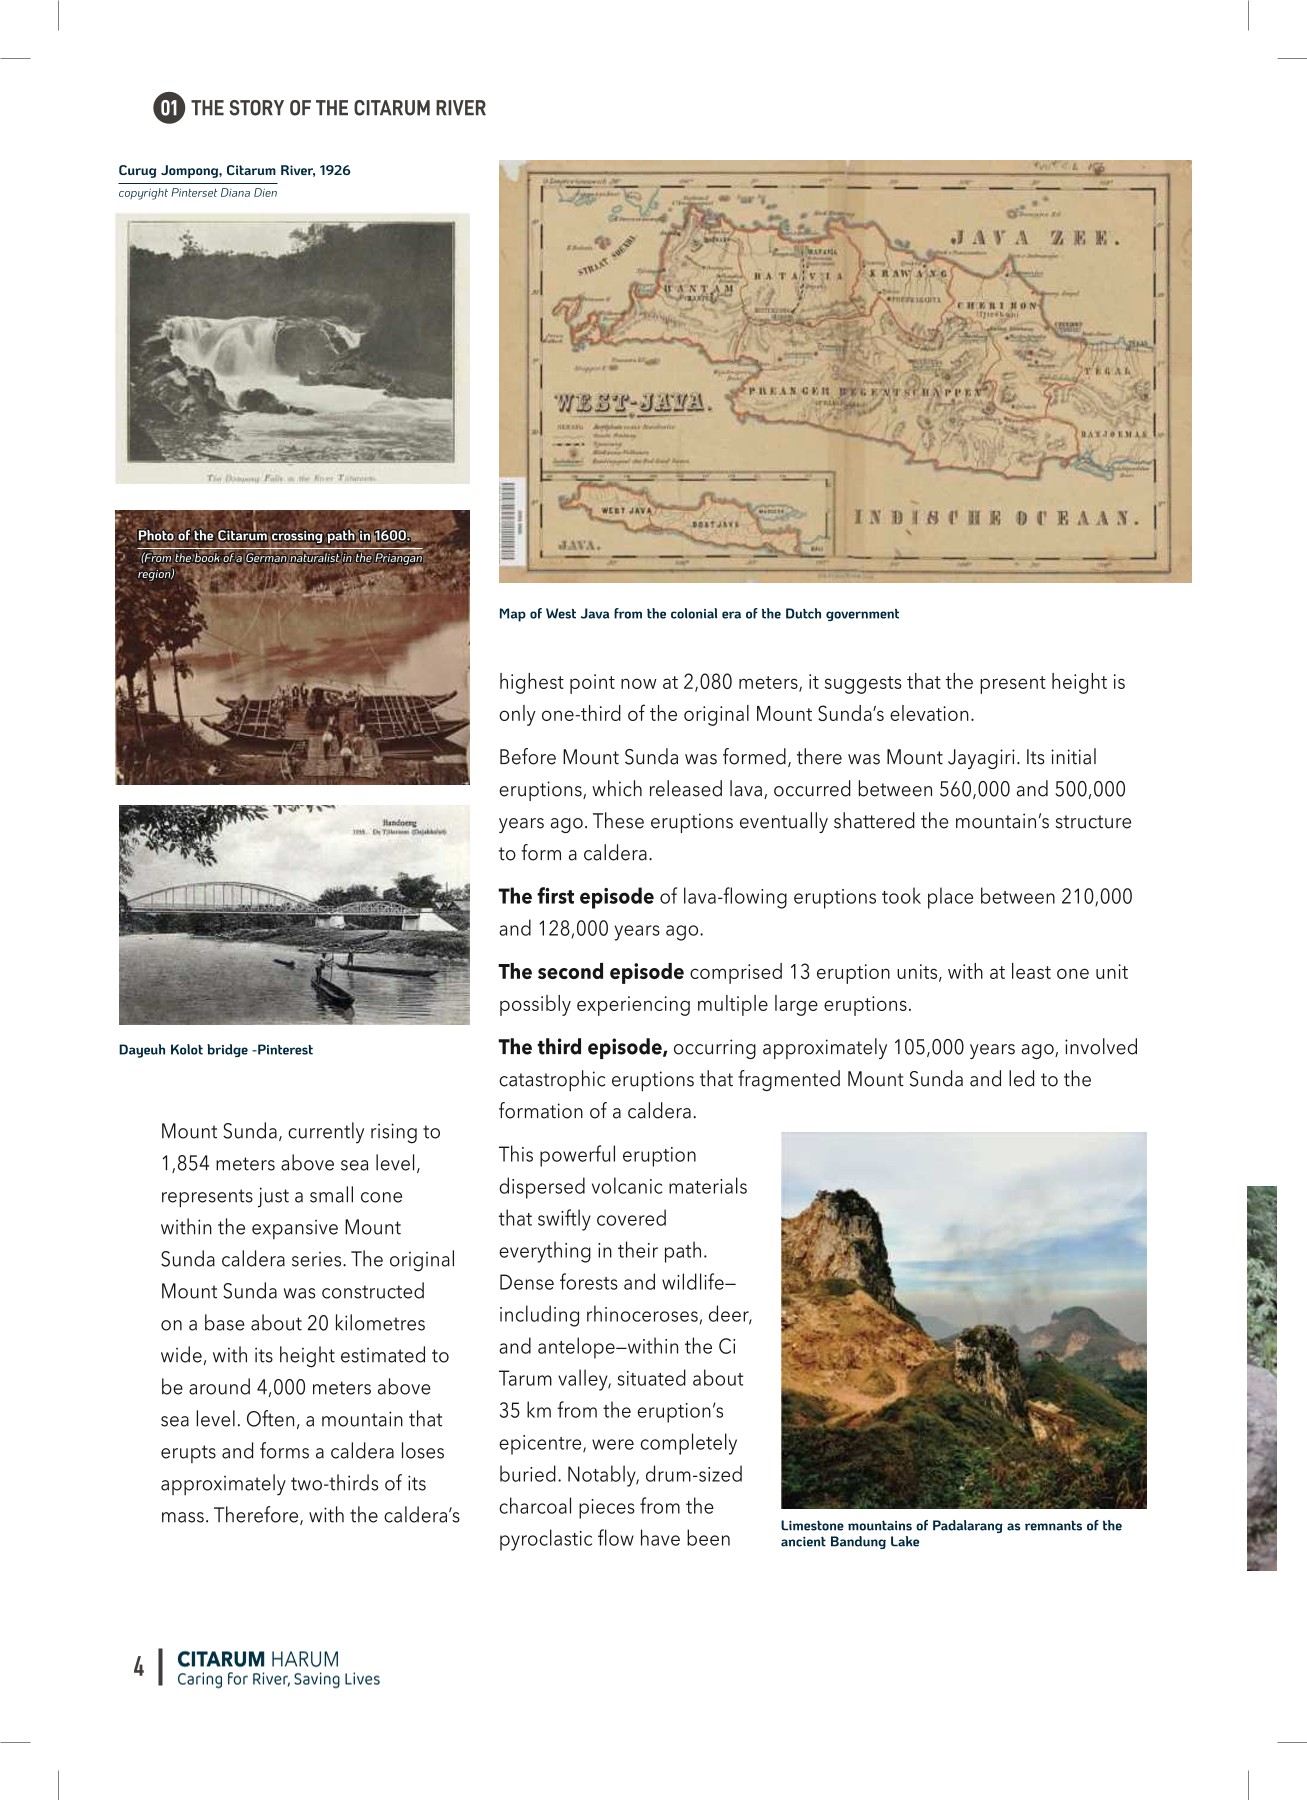 01 THE STORY OF THE CITARUM RIVER
Curug Jompong, Citarum River, 1926
copyright Pinterset Diana Dien
The Dompong Falls in the River Tjitaroem.
Photo of the Citarum crossing path in 1600.
(From the book of a German naturalist in the Priangan
region)
Bandoeng
De Tjitaroem (Dajakkolot)
Dayeuh Kolot bridge -Pinterest
Mount Sunda, currently rising to
1,854 meters above sea level,
represents just a small cone
within the expansive Mount
Sunda caldera series. The original
Mount Sunda was constructed
on a base about 20 kilometres
wide, with its height estimated to
be around 4,000 meters above
sea level. Often, a mountain that
erupts and forms a caldera loses
approximately two-thirds of its
mass. Therefore, with the caldera's
JAVA ZEE.
STRAAT SOENDA
BANTAM
BATAVIA
KRAWANG
CHERIBON
TEGAL
PREANGER REGENTSCHAPPEN
BANJOEMAS
WEST-JAVA.
WEST JAVA
OOST JAVA
JAVA.
INDISCHE OCEAAN.
Map of West Java from the colonial era of the Dutch government
highest point now at 2,080 meters, it suggests that the present height is
only one-third of the original Mount Sunda's elevation.
Before Mount Sunda was formed, there was Mount Jayagiri. Its initial
eruptions, which released lava, occurred between 560,000 and 500,000
years ago. These eruptions eventually shattered the mountain's structure
to form a caldera.
The first episode of lava-flowing eruptions took place between 210,000
and 128,000 years ago.
The second episode comprised 13 eruption units, with at least one unit
possibly experiencing multiple large eruptions.
The third episode, occurring approximately 105,000 years ago, involved
catastrophic eruptions that fragmented Mount Sunda and led to the
formation of a caldera.
This powerful eruption
dispersed volcanic materials
that swiftly covered
everything in their path.
Dense forests and wildlife—
including rhinoceroses, deer,
and antelope—within the Ci
Tarum valley, situated about
35 km from the eruption's
epicentre, were completely
buried. Notably, drum-sized
charcoal pieces from the
pyroclastic flow have been
Limestone mountains of Padalarang as remnants of the
ancient Bandung Lake
4
CITARUM HARUM
Caring for River, Saving Lives